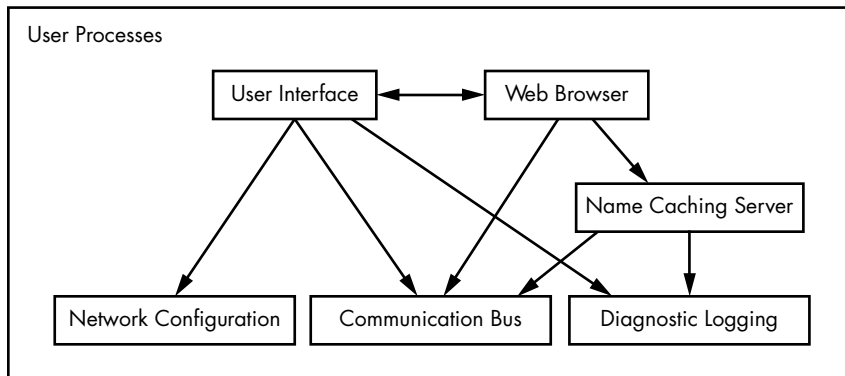 User Processes
User Interface
Web Browser
Name Caching Server
Network Configuration
Communication Bus
Diagnostic Logging